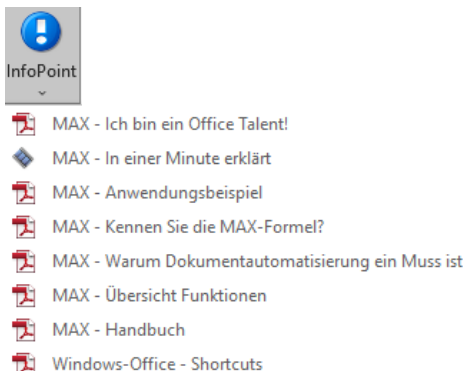 InfoPoint
MAX - Ich bin ein Office Talent!
MAX - In einer Minute erklärt
MAX - Anwendungsbeispiel
MAX - Kennen Sie die MAX-Formel?
MAX - Warum Dokumentautomatisierung ein Muss ist
MAX - Übersicht Funktionen
MAX - Handbuch
Windows-Office - Shortcuts